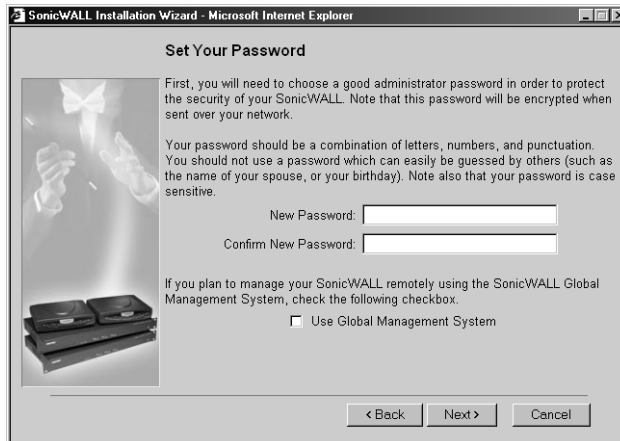 SonicWALL Installation Wizard - Microsoft Internet Explorer
Set Your Password
First, you will need to choose a good administrator password in order to protect
the security of your SonicWALL. Note that this password will be encrypted when
sent over your network.
Your password should be a combination of letters, numbers, and punctuation.
You should not use a password which can easily be guessed by others (such as
the name of your spouse, or your birthday). Note also that your password is case
sensitive.
New Password:
Confirm New Password:
If you plan to manage your SonicWALL remotely using the SonicWALL Global
Management System, check the following checkbox.
Use Global Management System
< Back
Next >
Cancel